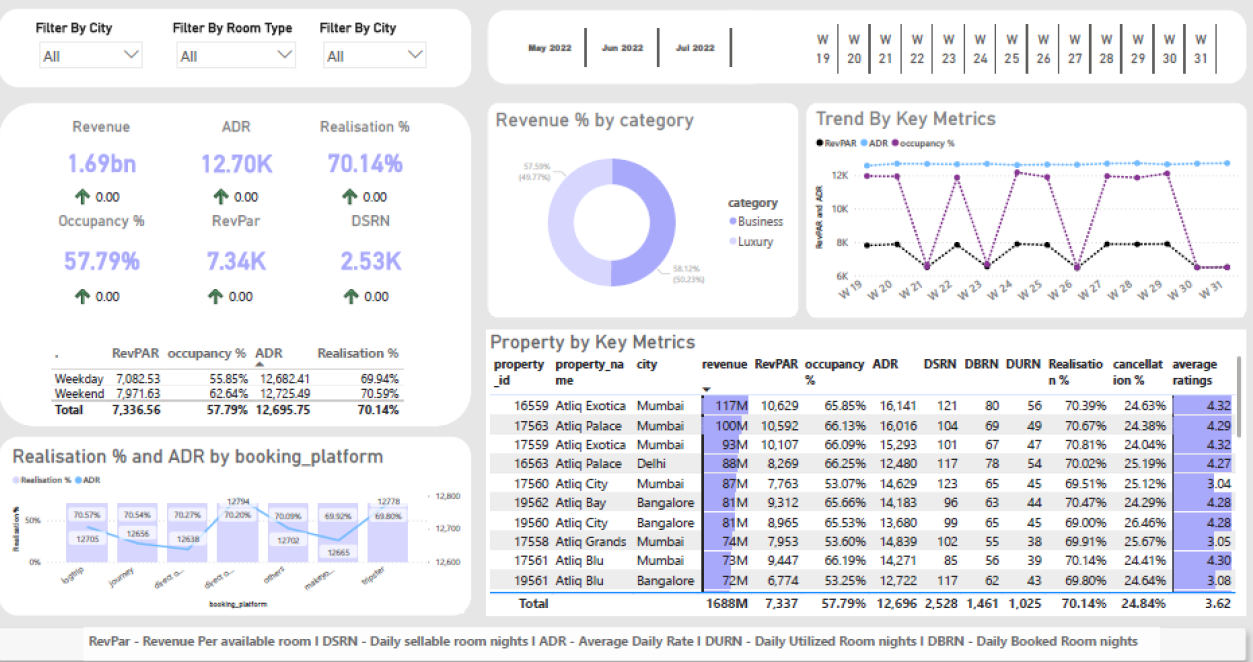 Filter By City Filter By Room Type Filter By City
All All All
May 2022 Jun 2022 Jul 2022
W 19 W 20 W 21 W 22 W 23 W 24 W 25 W 26 W 27 W 28 W 29 W 30 W 31
Revenue ADR Realisation %
1.69bn 12.70K 70.14%
0.00 0.00 0.00
Occupancy % RevPar DSRN
57.79% 7.34K 2.53K
0.00 0.00 0.00
. RevPAR occupancy % ADR Realisation %
Weekday 7,082.53 55.85% 12,682.41 69.94%
Weekend 7,971.63 62.64% 12,725.49 70.59%
Total 7,336.56 57.79% 12,695.75 70.14%
Realisation % and ADR by booking_platform
Realisation % ADR
Realisation%
50%
0%
70.57% 70.54% 70.27% 70.20% 70.09% 69.92% 69.80%
12705 12656 12638 12794 12702 12665 12778
12,800
12,700
12,600
logtrip journey direct o... direct o... others makeyo... tripster
booking_platform
Revenue % by category
57.59%
(49.77%)
58.12%
(50.23%)
category
Business
Luxury
Trend By Key Metrics
RevPAR ADR occupancy %
RevPAR and ADR
12K
10K
8K
6K
W 19 W 20 W 21 W 22 W 23 W 24 W 25 W 26 W 27 W 28 W 29 W 30 W 31
Property by Key Metrics
property_id property_name city revenue RevPAR occupancy % ADR DSRN DBRN DURN Realisation % cancellation % average ratings
16559 Atliq Exotica Mumbai 117M 10,629 65.85% 16,141 121 80 56 70.39% 24.63% 4.32
17563 Atliq Palace Mumbai 100M 10,592 66.13% 16,016 104 69 49 70.67% 24.38% 4.29
17559 Atliq Exotica Mumbai 93M 10,107 66.09% 15,293 101 67 47 70.81% 24.04% 4.32
16563 Atliq Palace Delhi 88M 8,269 66.25% 12,480 117 78 54 70.02% 25.19% 4.27
17560 Atliq City Mumbai 87M 7,763 53.07% 14,629 123 65 45 69.51% 25.12% 3.04
19562 Atliq Bay Bangalore 81M 9,312 65.66% 14,183 96 63 44 70.47% 24.29% 4.28
19560 Atliq City Bangalore 81M 8,965 65.53% 13,680 99 65 45 69.00% 26.46% 4.28
17558 Atliq Grands Mumbai 74M 7,953 53.60% 14,839 102 55 38 69.91% 25.67% 3.05
17561 Atliq Blu Mumbai 73M 9,447 66.19% 14,271 85 56 39 70.14% 24.41% 4.30
19561 Atliq Blu Bangalore 72M 6,774 53.25% 12,722 117 62 43 69.80% 24.64% 3.08
Total 1688M 7,337 57.79% 12,696 2,528 1,461 1,025 70.14% 24.84% 3.62
RevPar - Revenue Per available room I DSRN - Daily sellable room nights I ADR - Average Daily Rate I DURN - Daily Utilized Room nights I DBRN - Daily Booked Room nights